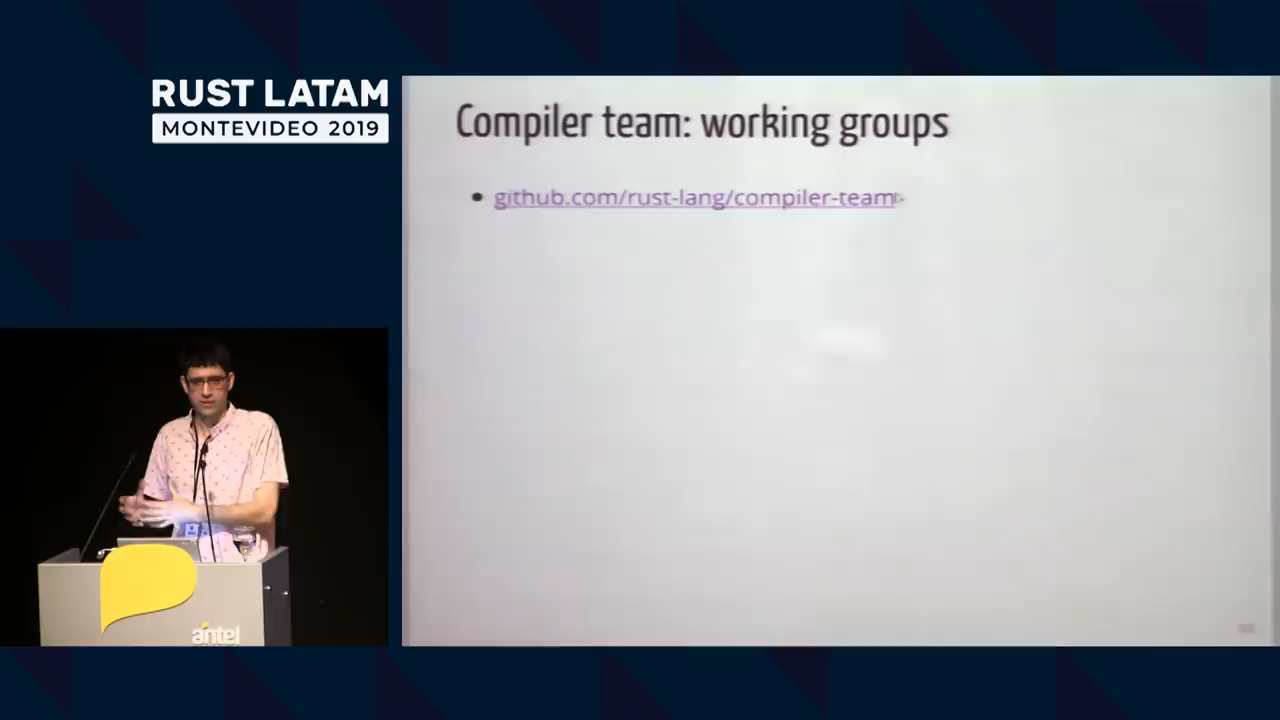 RUST LATAM
MONTEVIDEO 2019
Compiler team: working groups
github.com/rust-lang/compiler-team
antel